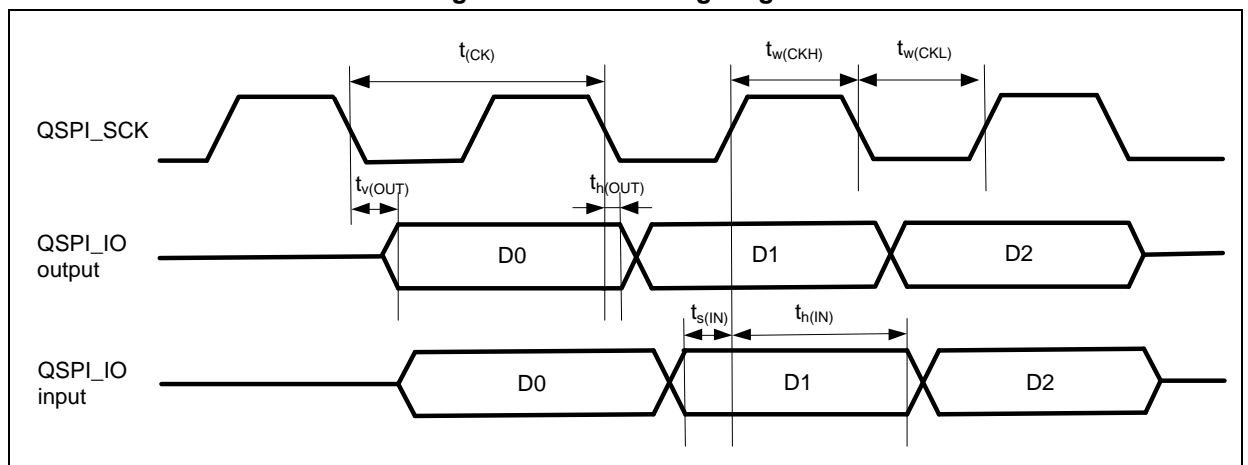 t(CK)
tw(CKH)
tw(CKL)
QSPI_SCK
tv(OUT)
th(OUT)
QSPI_IO
output
D0
D1
D2
ts(IN)
th(IN)
QSPI_IO
input
D0
D1
D2